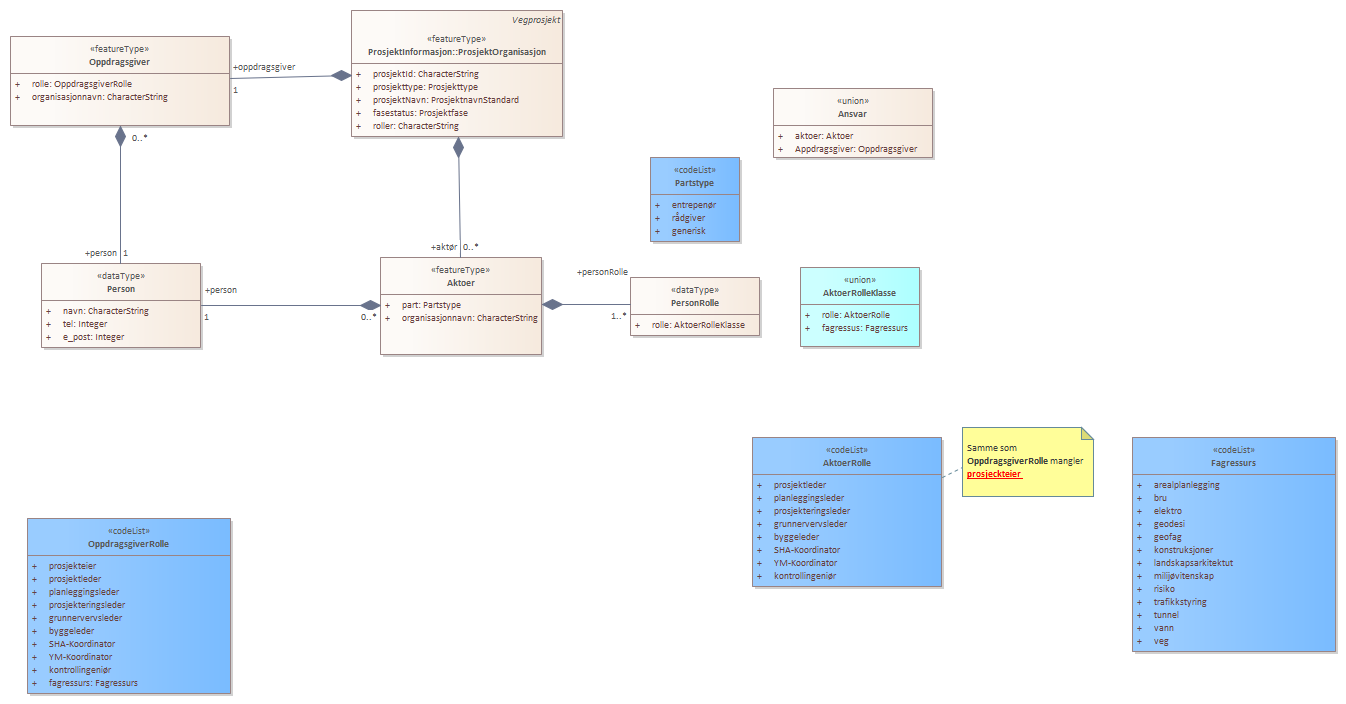 Vegprosjekt
«featureType»
ProsjektInformasjon::ProsjektOrganisasjon
+ prosjektId: CharacterString
+ prosjekttype: Prosjekttype
+ prosjektNavn: ProsjektnavnStandard
+ fasestatus: Prosjektfase
+ roller: CharacterString
«featureType»
Oppdragsgiver
+ rolle: OppdragsgiverRolle
+ organisasjonnavn: CharacterString
+oppdragsgiver
1
0..*
+person 1
+aktør 0..*
«union»
Ansvar
+ aktoer: Aktoer
+ Appdragsgiver: Oppdragsgiver
«codeList»
Partstype
+ entrepenør
+ rådgiver
+ generisk
«dataType»
Person
+ navn: CharacterString
+ tel: Integer
+ e_post: Integer
+person
1
0..*
«featureType»
Aktoer
+ part: Partstype
+ organisasjonnavn: CharacterString
+personRolle
1..*
«dataType»
PersonRolle
+ rolle: AktoerRolleKlasse
«union»
AktoerRolleKlasse
+ rolle: AktoerRolle
+ fagressus: Fagressurs
«codeList»
AktoerRolle
+ prosjektleder
+ planleggingsleder
+ prosjekteringsleder
+ grunnervervsleder
+ byggeleder
+ SHA-Koordinator
+ YM-Koordinator
+ kontrollingeniør
Samme som
OppdragsgiverRolle mangler
prosjeckteier
«codeList»
Fagressurs
+ arealplanlegging
+ bru
+ elektro
+ geodesi
+ geofag
+ konstruksjoner
+ landskapsarkitektut
+ milijøvitenskap
+ risiko
+ trafikkstyring
+ tunnel
+ vann
+ veg
«codeList»
OppdragsgiverRolle
+ prosjekteier
+ prosjektleder
+ planleggingsleder
+ prosjekteringsleder
+ grunnervervsleder
+ byggeleder
+ SHA-Koordinator
+ YM-Koordinator
+ kontrollingeniør
+ fagressurs: Fagressurs